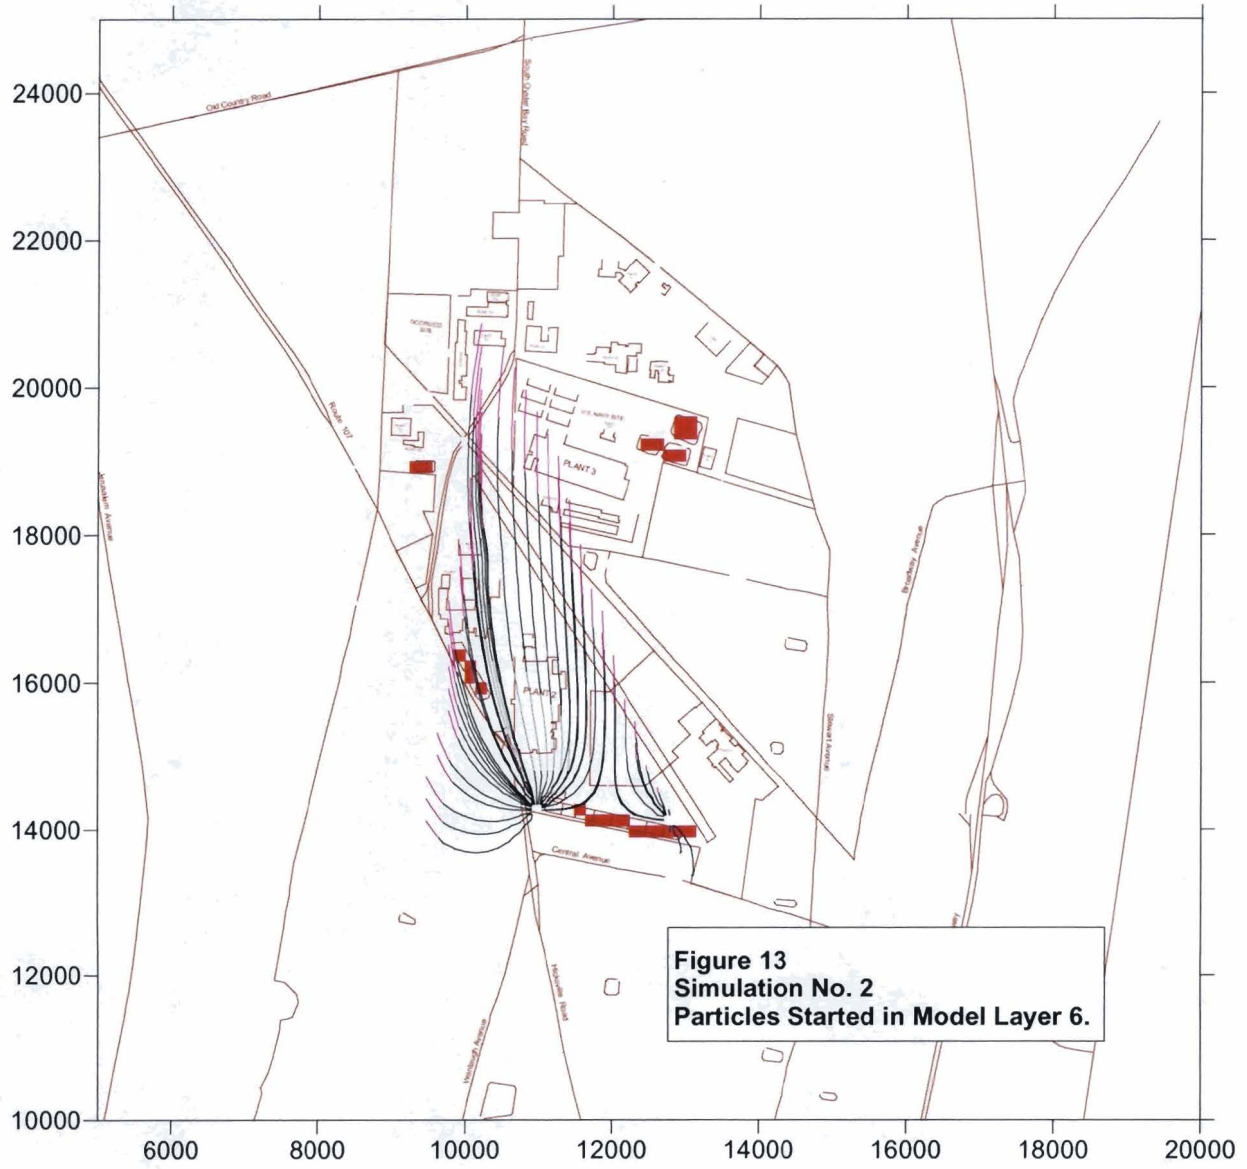 24000
22000
20000
18000
16000
14000
12000
10000
6000
8000
10000
12000
14000
16000
18000
20000
Old Country Road
South Oyster Bay Road
Route 107
Jerusalem Avenue
PLANT 3
PLANT 2
Broadway Avenue
Stewart Avenue
Central Avenue
Hicksville Road
Wantagh Avenue
Figure 13
Simulation No. 2
Particles Started in Model Layer 6.